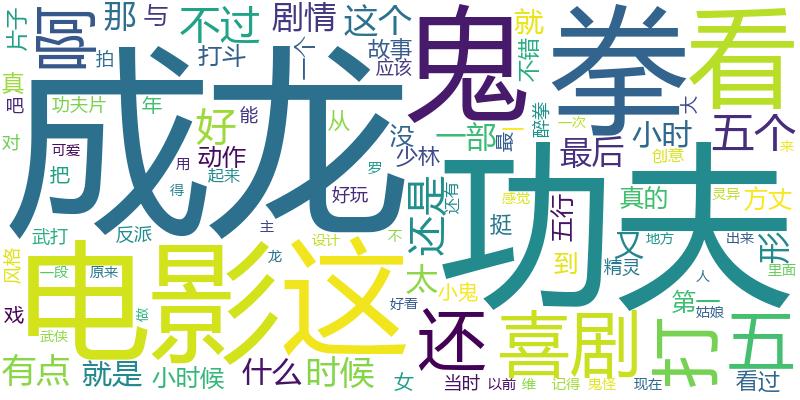 成龙
功夫
电影
这
鬼
拳
看
喜剧
还
五
打
啊
不过
那
与
剧情
这个
就
不错
片子
打斗
一个
故事
应该
拍
真
吧
功夫片
年
能
好
从
没
一部
最
醉拳
一次
大
小时
五个
对
可爱
把
动作
用
起来
得
罗
少林
好玩
还是
还有
感觉
最后
创意
来
真的
灵异
方丈
武打
反派
主
龙
设计
不
挺
五行
又
地方
出来
形
风格
一段
原来
太
到
精灵
里面
人
戏
武侠
做
好看
小鬼
第一
姑娘
有点
就是
小时候
什么
时候
女
当时
以前
维
记得
鬼怪
现在
看过